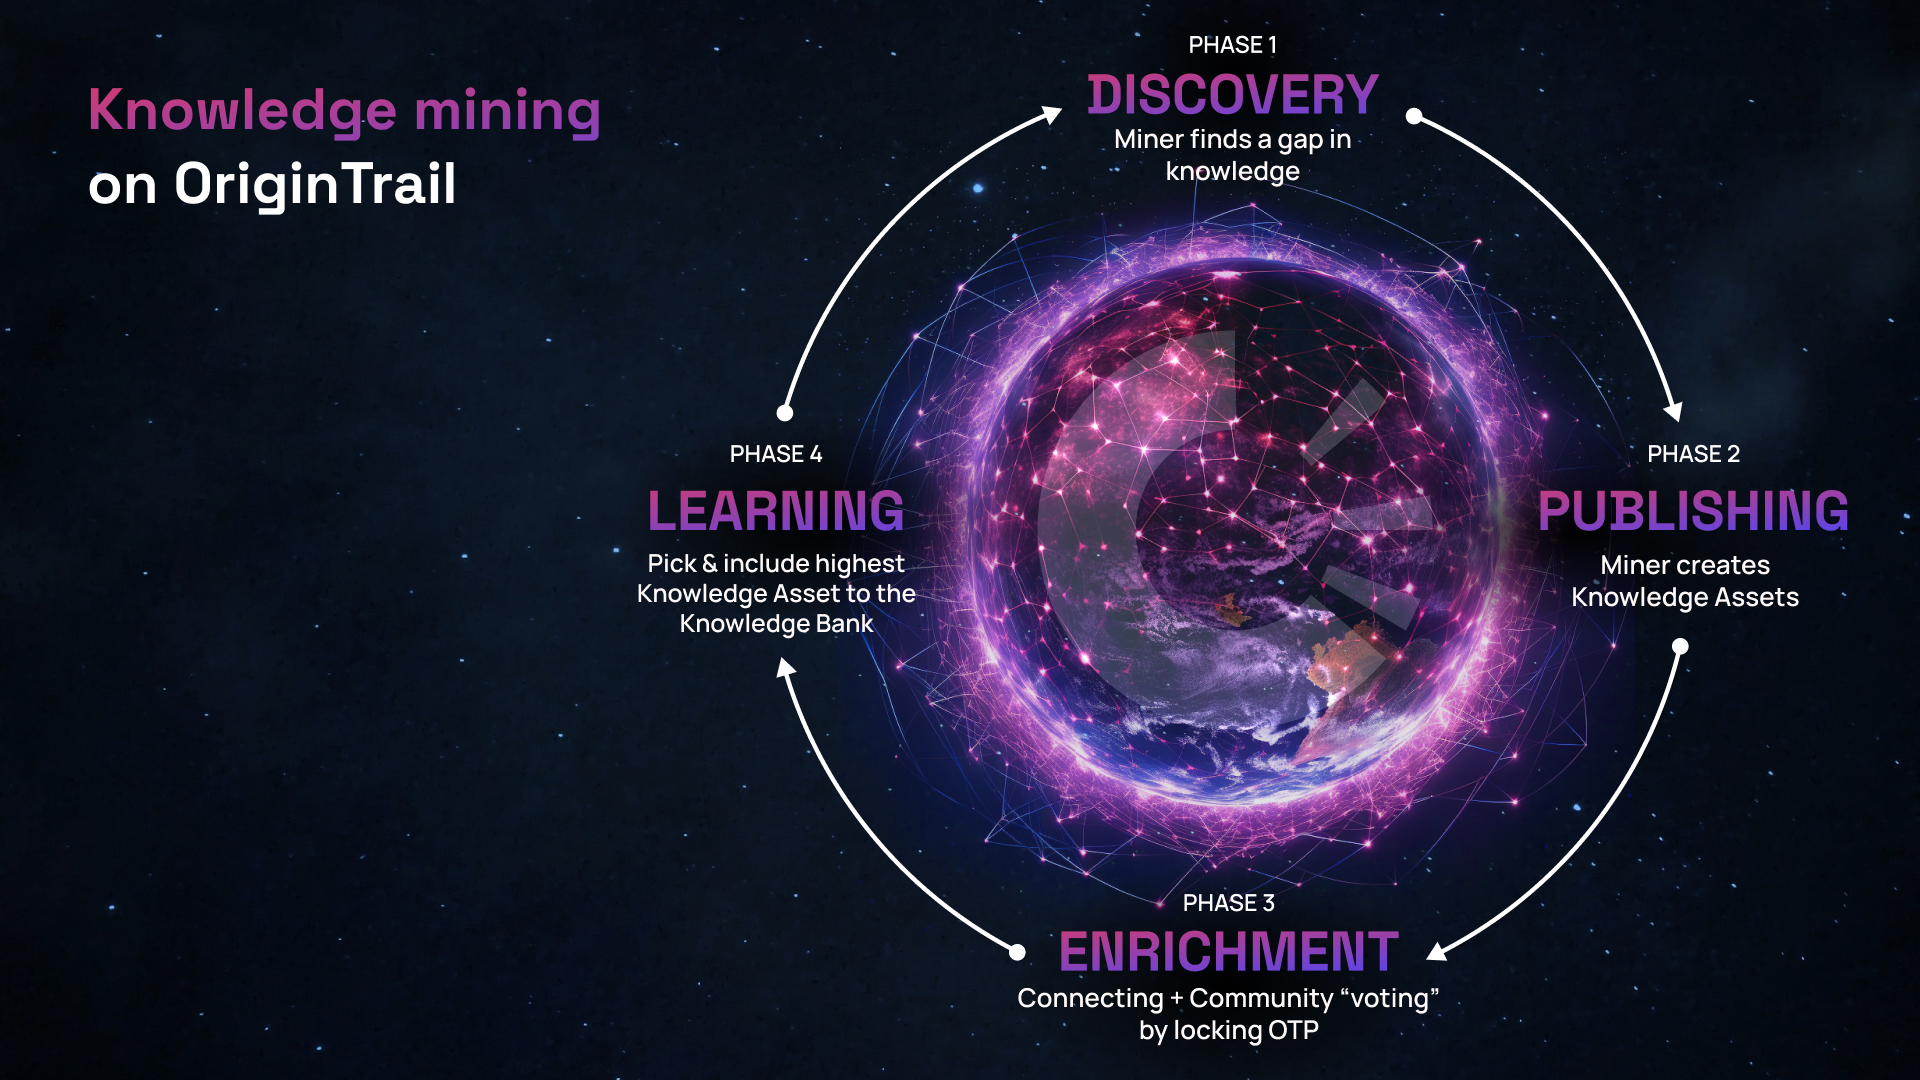 Knowledge mining
on OriginTrail
PHASE 1
DISCOVERY
Miner finds a gap in
knowledge
PHASE 2
PUBLISHING
Miner creates
Knowledge Assets
PHASE 3
ENRICHMENT
Connecting + Community “voting”
by locking OTP
PHASE 4
LEARNING
Pick & include highest
Knowledge Asset to the
Knowledge Bank